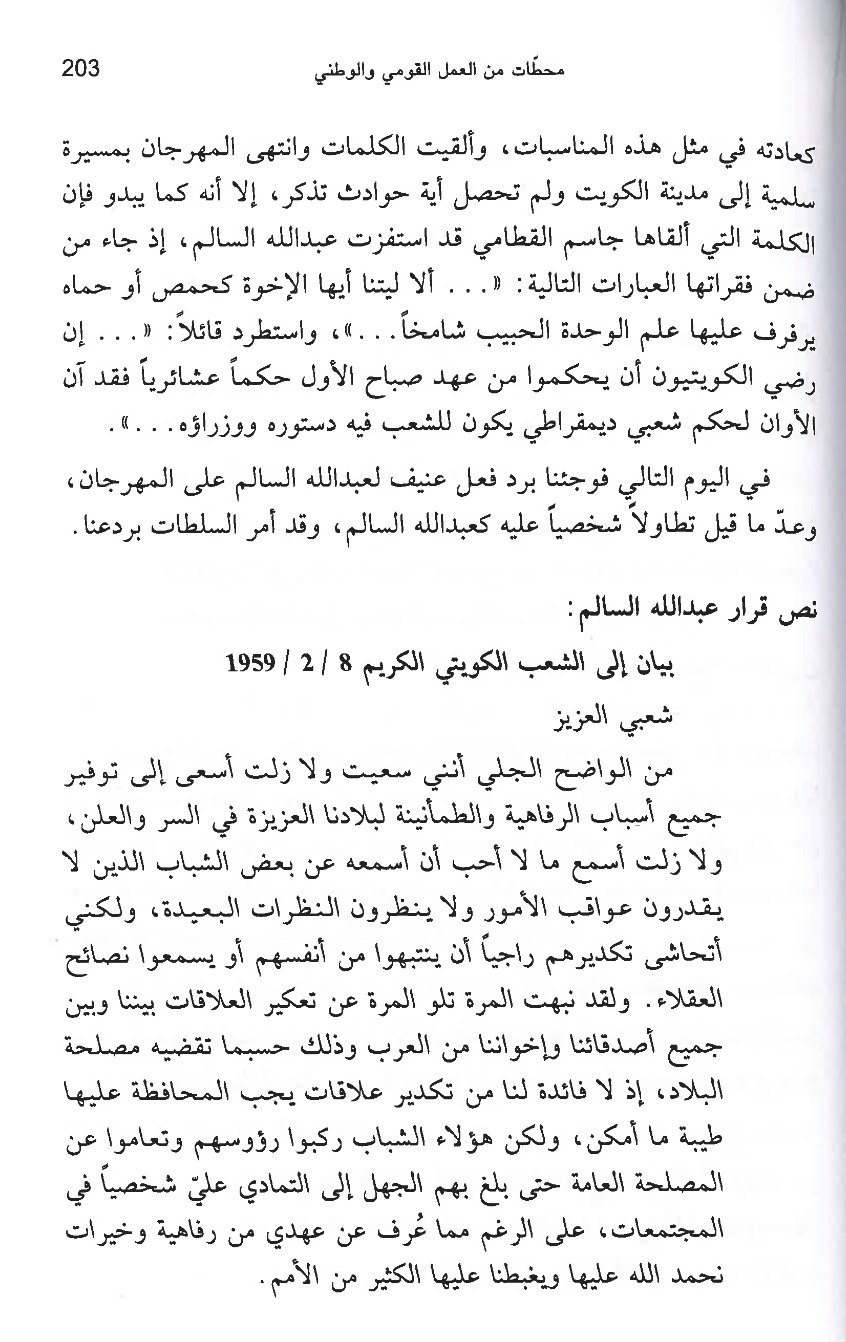 محطّات من العمل القومي والوطني 203
كعادته في مثل هذه المناسبات، وألقيت الكلمات وانتهى المهرجان بمسيرة
سلمية إلى مدينة الكويت ولم تحصل أية حوادث تذكر، إلا أنه كما يبدو فإن
الكلمة التي ألقاها جاسم القطامي قد استفزت عبدالله السالم، إذ جاء من
ضمن فقراتها العبارات التالية: «... ألا ليتنا أيها الإخوة كحمص أو حماه
يرفرف عليها علم الوحدة الحبيب شامخاً...»، واستطرد قائلاً: «... إن
رضي الكويتيون أن يحكموا من عهد صباح الأول حكماً عشائرياً فقد آن
الأوان لحكم شعبي ديمقراطي يكون للشعب فيه دستوره ووزراؤه...».
في اليوم التالي فوجئنا برد فعل عنيف لعبدالله السالم على المهرجان،
وعدّ ما قيل تطاولاً شخصياً عليه كعبدالله السالم، وقد أمر السلطات بردعنا.
نص قرار عبدالله السالم:
بيان إلى الشعب الكويتي الكريم 8 / 2 / 1959
شعبي العزيز
من الواضح الجلي أنني سعيت ولا زلت أسعى إلى توفير
جميع أسباب الرفاهية والطمأنينة لبلادنا العزيزة في السر والعلن،
ولا زلت أسمع ما لا أحب أن أسمعه عن بعض الشباب الذين لا
يقدرون عواقب الأمور ولا ينظرون النظرات البعيدة، ولكني
أتحاشى تكديرهم راجياً أن ينتبهوا من أنفسهم أو يسمعوا نصائح
العقلاء. ولقد نبهت المرة تلو المرة عن تعكير العلاقات بيننا وبين
جميع أصدقائنا وإخواننا من العرب وذلك حسبما تقضيه مصلحة
البلاد، إذ لا فائدة لنا من تكدير علاقات يجب المحافظة عليها
طيبة ما أمكن، ولكن هؤلاء الشباب ركبوا رؤوسهم وتعاموا عن
المصلحة العامة حتى بلغ بهم الجهل إلى التمادي عليّ شخصياً في
المجتمعات، على الرغم مما عُرف عن عهدي من رفاهية وخيرات
نحمد الله عليها ويغبطنا عليها الكثير من الأمم.